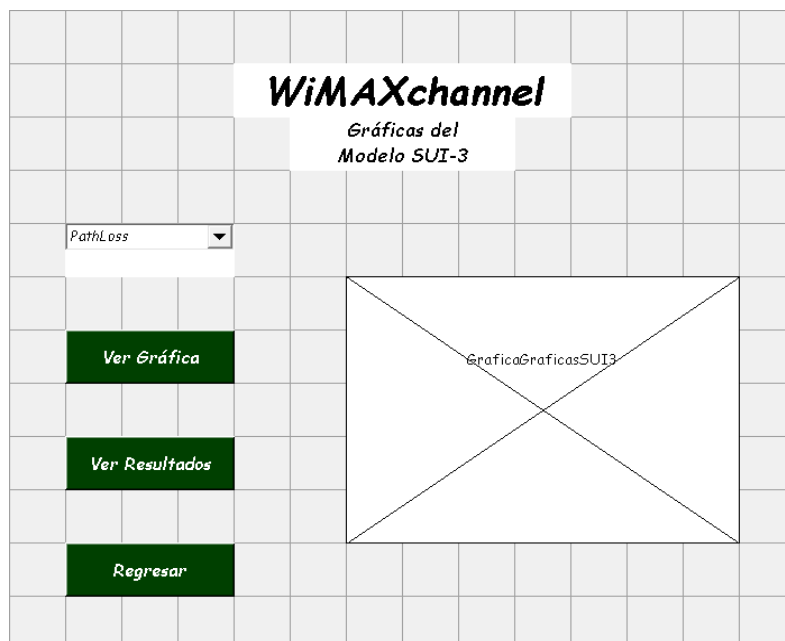 WiMAXchannel
Gráficas del
Modelo SUI-3
PathLoss
Ver Gráfica
GraficaGraficasSUI3
Ver Resultados
Regresar